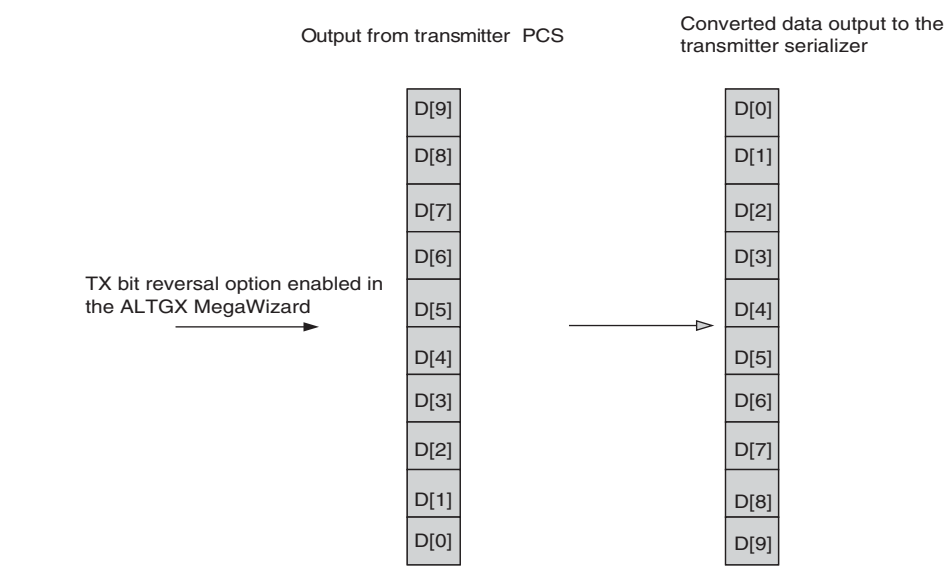 Output from transmitter PCS
Converted data output to the
transmitter serializer
TX bit reversal option enabled in
the ALTGX MegaWizard
D[9]
D[8]
D[7]
D[6]
D[5]
D[4]
D[3]
D[2]
D[1]
D[0]
D[0]
D[1]
D[2]
D[3]
D[4]
D[5]
D[6]
D[7]
D[8]
D[9]